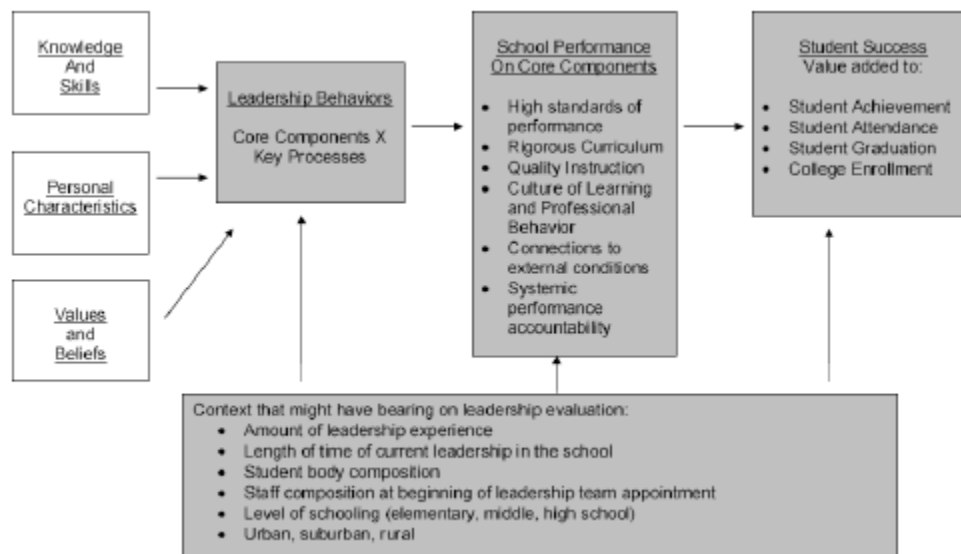 Knowledge
And
Skills
Personal
Characteristics
Values
and
Beliefs
Leadership Behaviors
Core Components X
Key Processes
School Performance
On Core Components
• High standards of
performance
• Rigorous Curriculum
• Quality Instruction
• Culture of Learning
and Professional
Behavior
• Connections to
external conditions
• Systemic
performance
accountability
Student Success
Value added to:
• Student Achievement
• Student Attendance
• Student Graduation
• College Enrollment
Context that might have bearing on leadership evaluation:
• Amount of leadership experience
• Length of time of current leadership in the school
• Student body composition
• Staff composition at beginning of leadership team appointment
• Level of schooling (elementary, middle, high school)
• Urban, suburban, rural